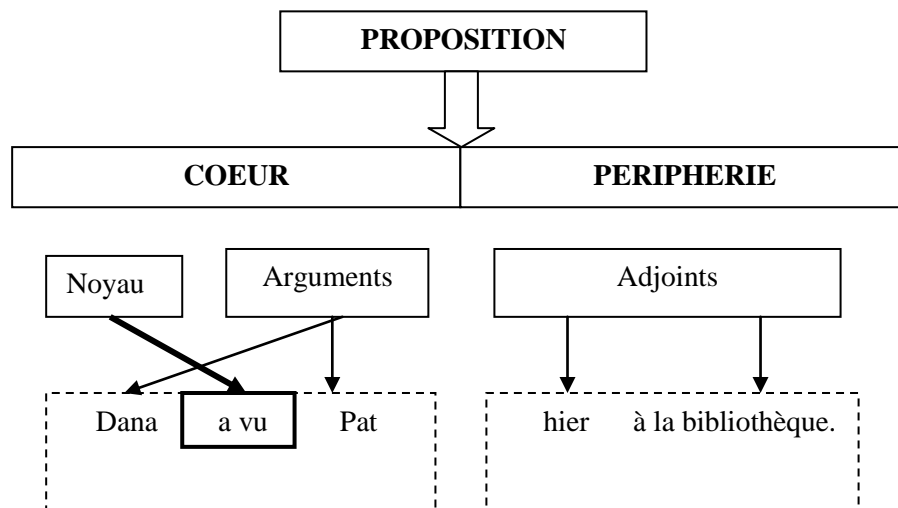 PROPOSITION
COEUR PERIPHERIE
Noyau Arguments Adjoints
Dana a vu Pat hier à la bibliothèque.